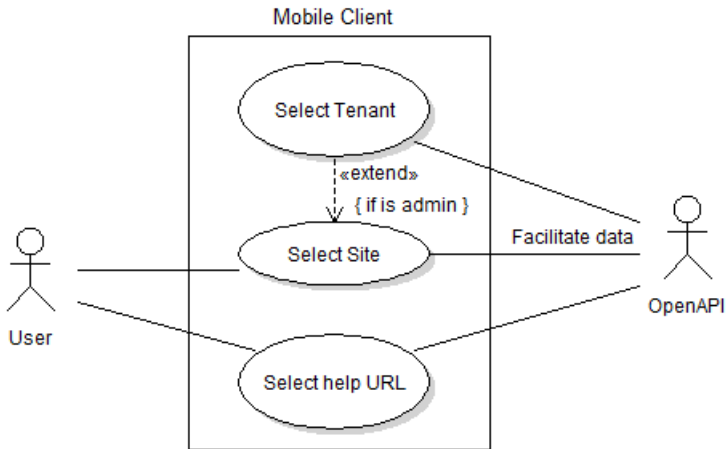 Mobile Client
Select Tenant
«extend»
{ if is admin }
Select Site
Facilitate data
User
OpenAPI
Select help URL